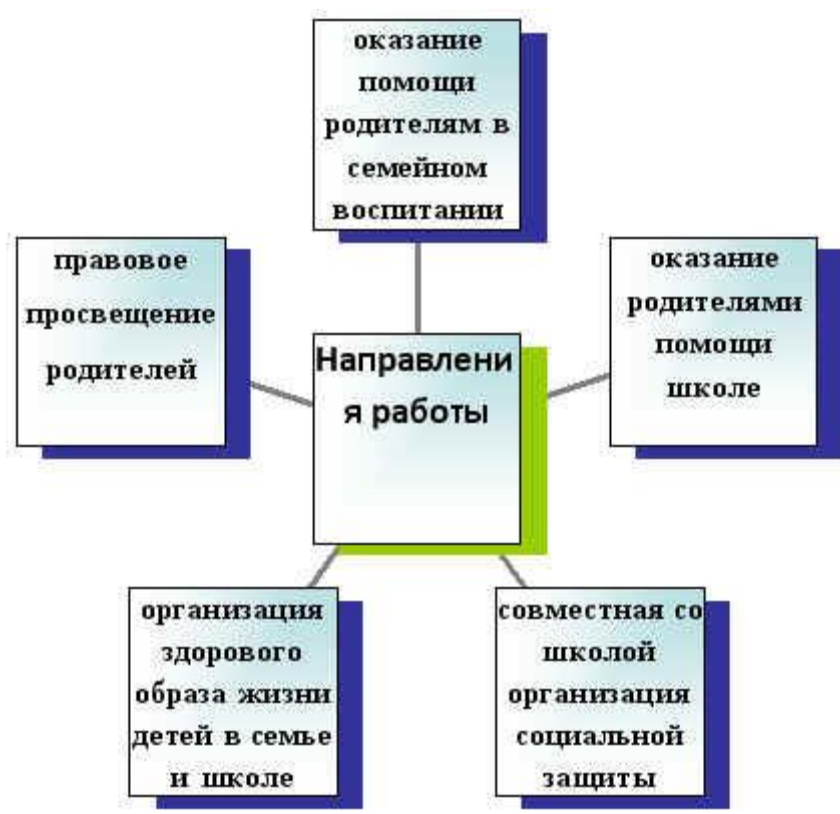 оказание
помощи
родителям в
семейном
воспитании
правовое
просвещение
родителей
оказание
родителями
помощи
школе
Направлени
я работы
организация
здорового
образа жизни
детей в семье
и школе
совместная со
школой
организация
социальной
защиты